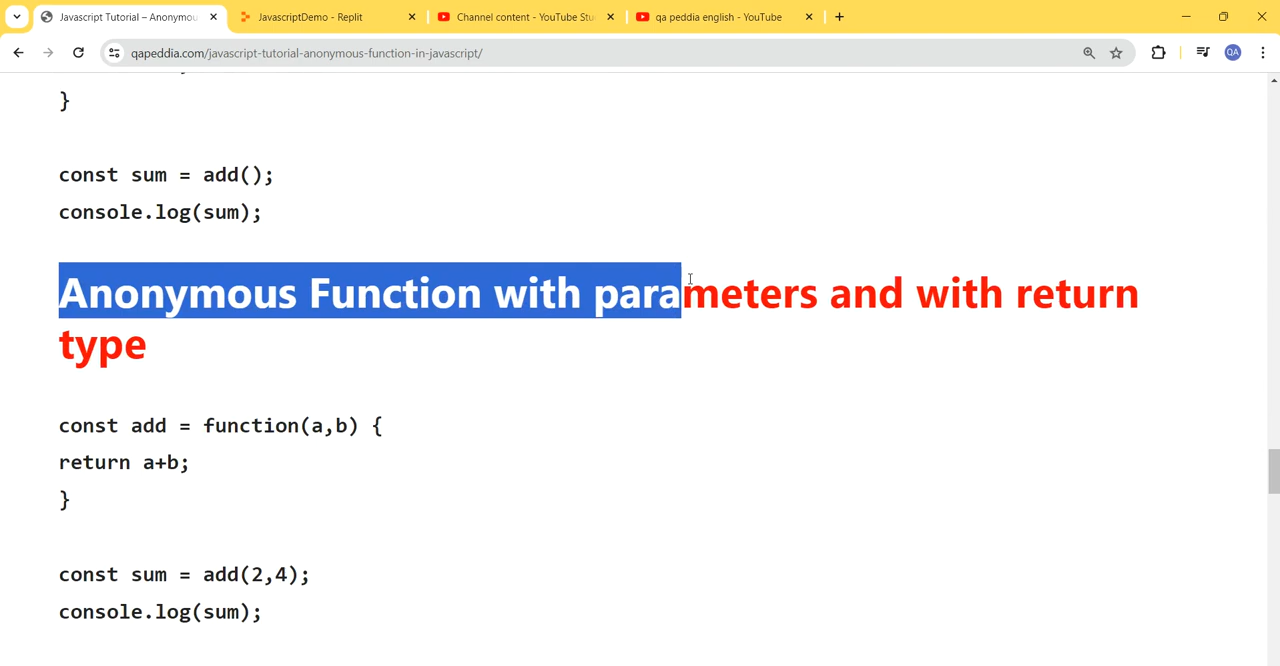 Javascript Tutorial – Anonymou
JavascriptDemo - Replit
Channel content - YouTube Stu
qa peddia english - YouTube
qapeddia.com/javascript-tutorial-anonymous-function-in-javascript/
QA
}
const sum = add();
console.log(sum);
Anonymous Function with parameters and with return
type
const add = function(a,b) {
return a+b;
}
const sum = add(2,4);
console.log(sum);